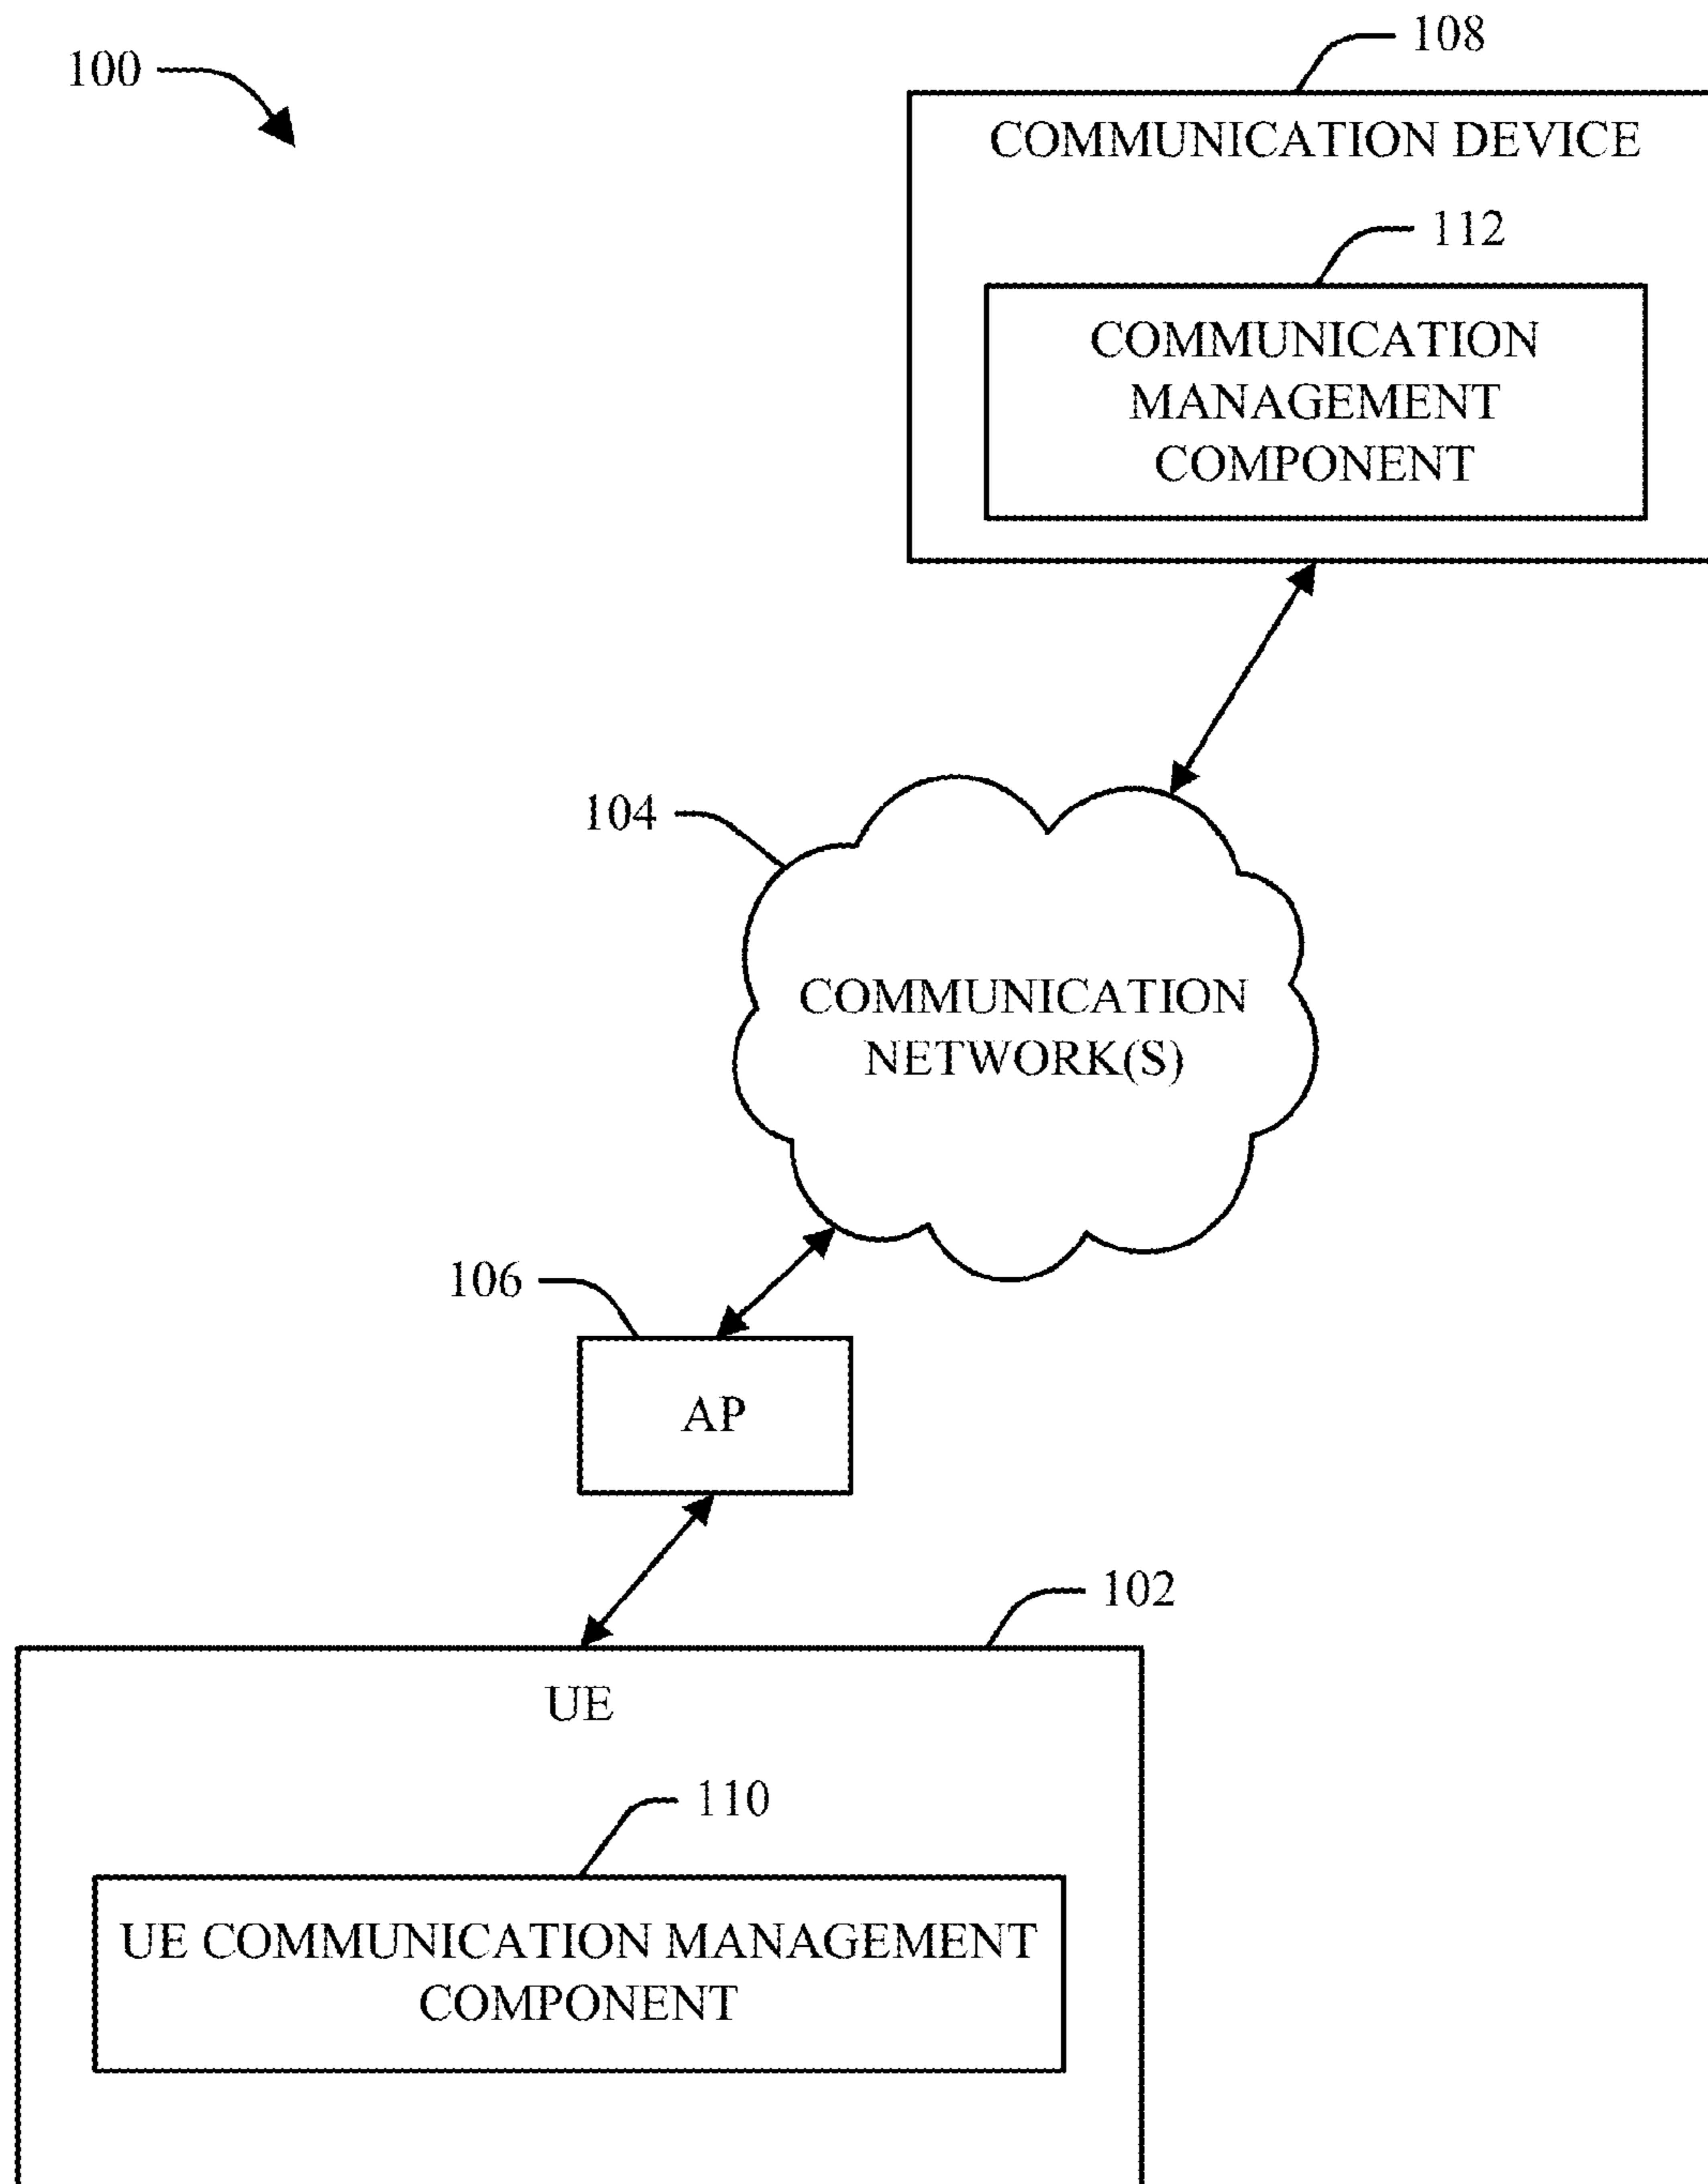 100
108
COMMUNICATION DEVICE
112
COMMUNICATION
MANAGEMENT
COMPONENT
104
COMMUNICATION
NETWORK(S)
106
AP
102
UE
110
UE COMMUNICATION MANAGEMENT
COMPONENT